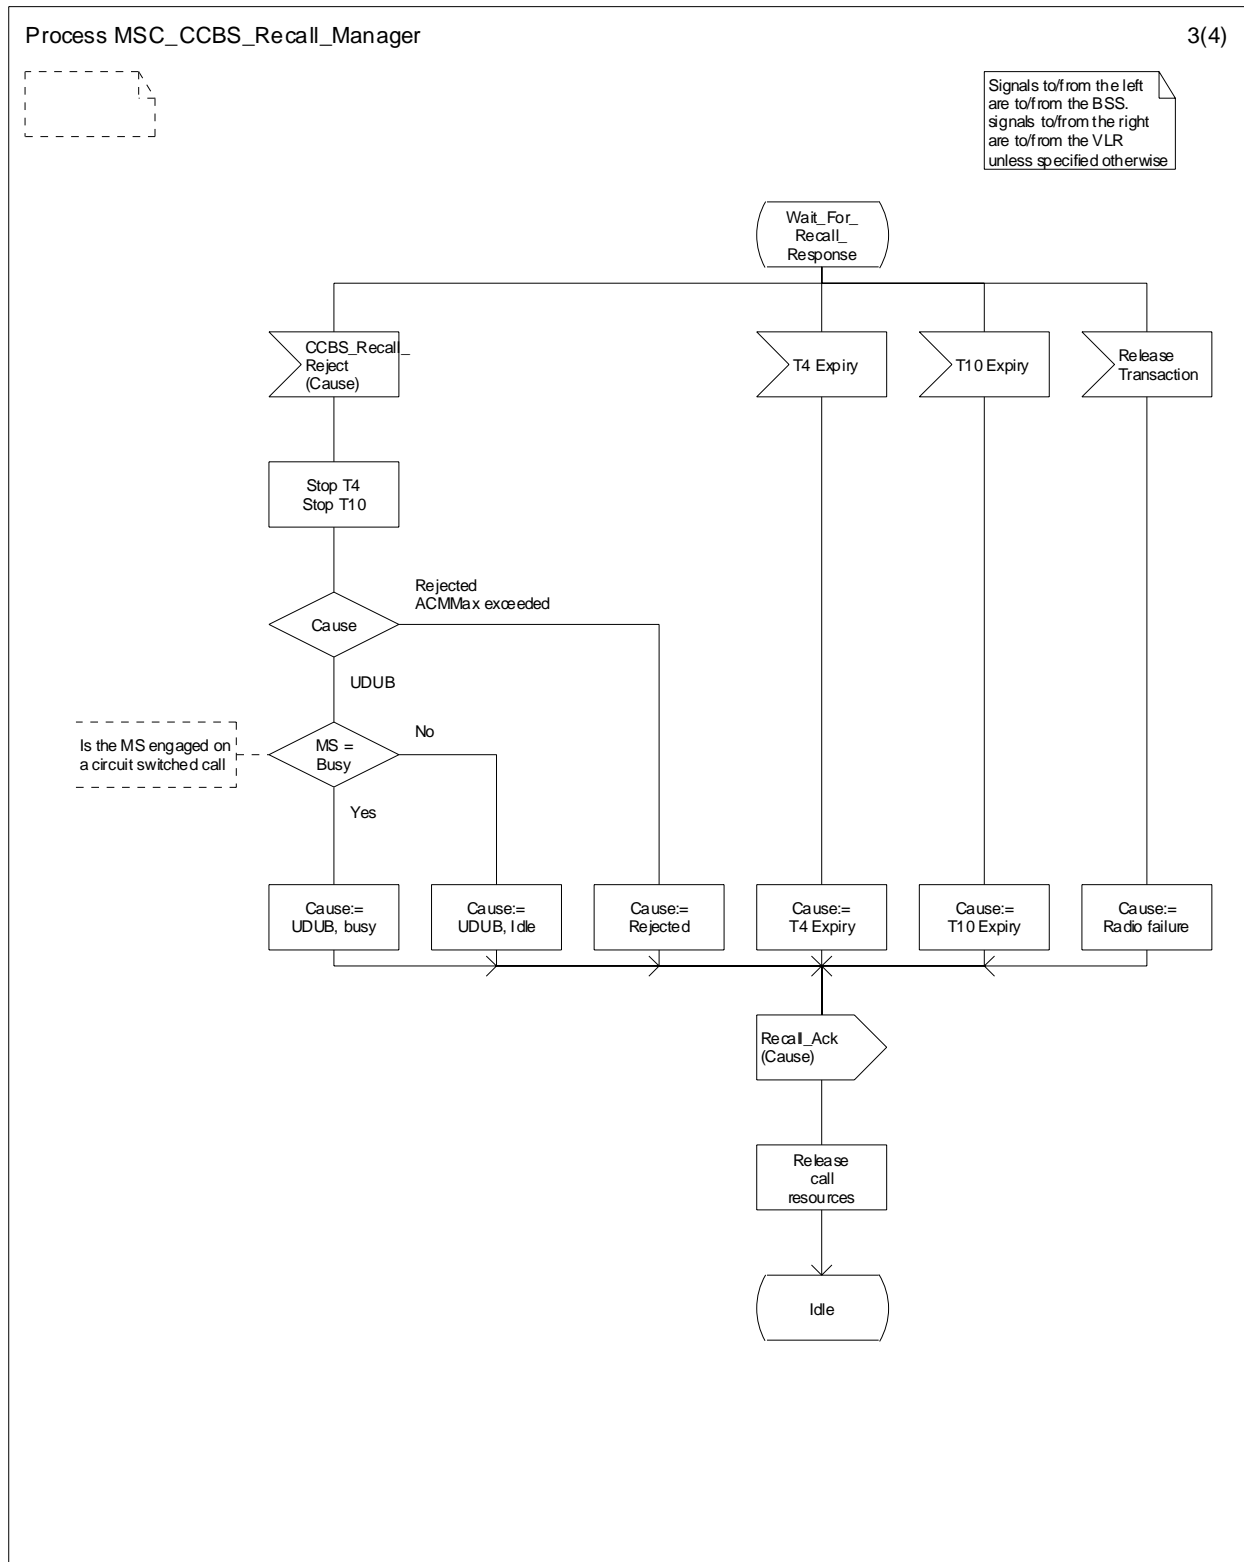 Process MSC_CCBS_Recall_Manager
3(4)
Signals to/from the left
are to/from the BSS.
signals to/from the right
are to/from the VLR
unless specified otherwise
Wait_For_
Recall_
Response
CCBS_Recall_
Reject
(Cause)
T4 Expiry
T10 Expiry
Release
Transaction
Stop T4
Stop T10
Rejected
ACMMax exceeded
Cause
UDUB
Is the MS engaged on
a circuit switched call
MS =
Busy
No
Yes
Cause:=
UDUB, busy
Cause:=
UDUB, Idle
Cause:=
Rejected
Cause:=
T4 Expiry
Cause:=
T10 Expiry
Cause:=
Radio failure
Recall_Ack
(Cause)
Release
call
resources
Idle